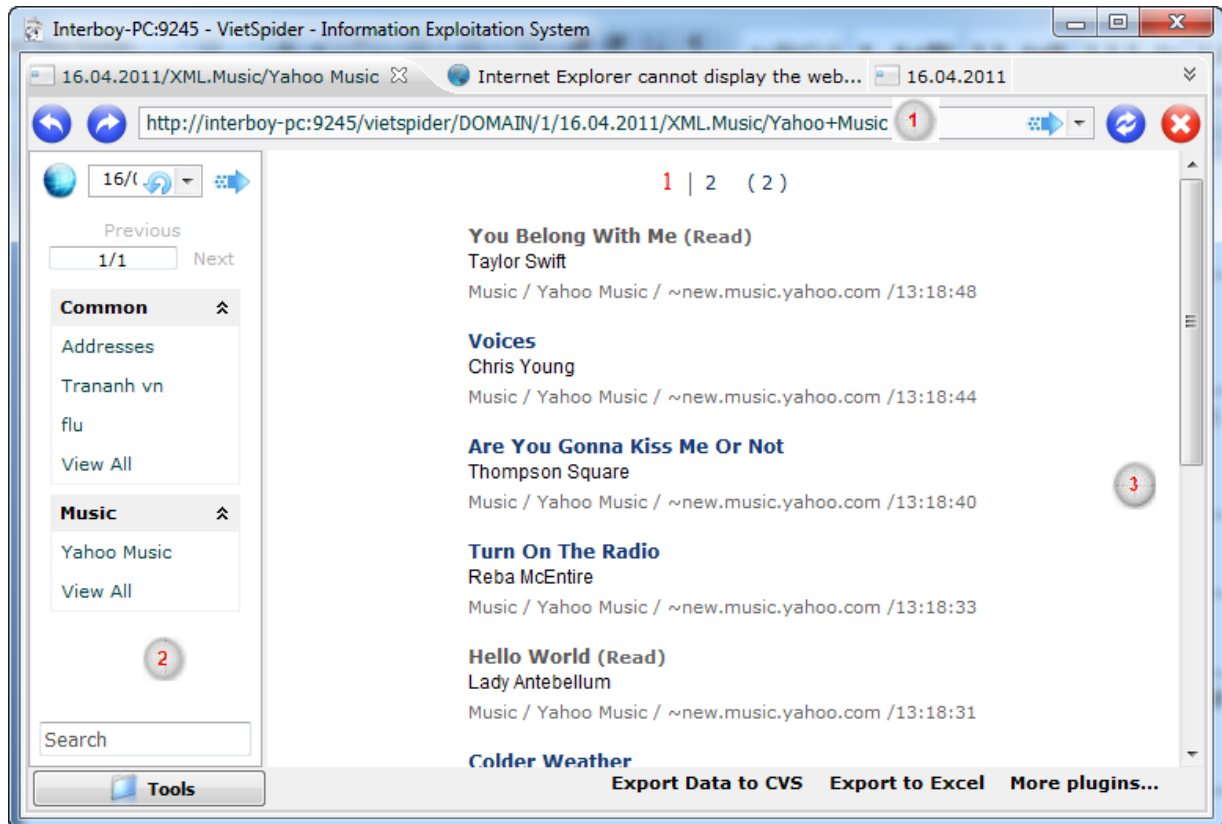 Interboy-PC:9245 - VietSpider - Information Exploitation System
16.04.2011/XML.Music/Yahoo Music Internet Explorer cannot display the web... 16.04.2011
http://interboy-pc:9245/vietspider/DOMAIN/1/16.04.2011/XML.Music/Yahoo+Music 1
16/(
Previous
1/1 Next
Common
Addresses
Trananh vn
flu
View All
Music
Yahoo Music
View All
2
Search
Tools
1 | 2 (2)
You Belong With Me (Read)
Taylor Swift
Music / Yahoo Music / ~new.music.yahoo.com /13:18:48
Voices
Chris Young
Music / Yahoo Music / ~new.music.yahoo.com /13:18:44
Are You Gonna Kiss Me Or Not
Thompson Square
Music / Yahoo Music / ~new.music.yahoo.com /13:18:40
3
Turn On The Radio
Reba McEntire
Music / Yahoo Music / ~new.music.yahoo.com /13:18:33
Hello World (Read)
Lady Antebellum
Music / Yahoo Music / ~new.music.yahoo.com /13:18:31
Colder Weather
Export Data to CVS Export to Excel More plugins...